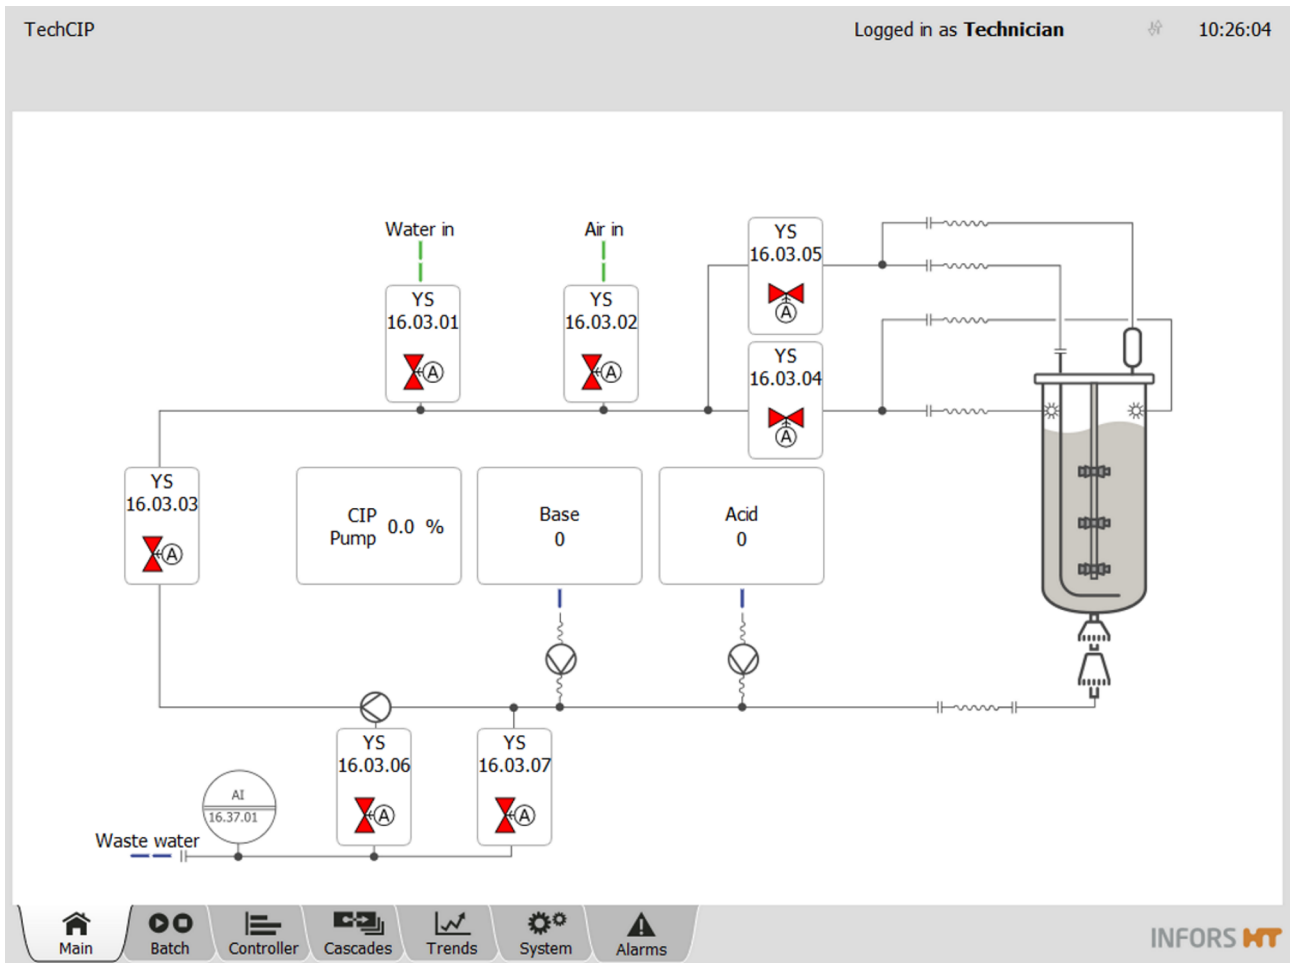 TechCIP
Logged in as Technician
10:26:04
Water in
Air in
YS
16.03.05
YS
16.03.01
YS
16.03.02
A
A
A
YS
16.03.04
A
YS
16.03.03
A
CIP
Pump 0.0 %
Base
0
Acid
0
YS
16.03.06
A
YS
16.03.07
A
AI
16.37.01
Waste water
Main
Batch
Controller
Cascades
Trends
System
Alarms
INFORS HT